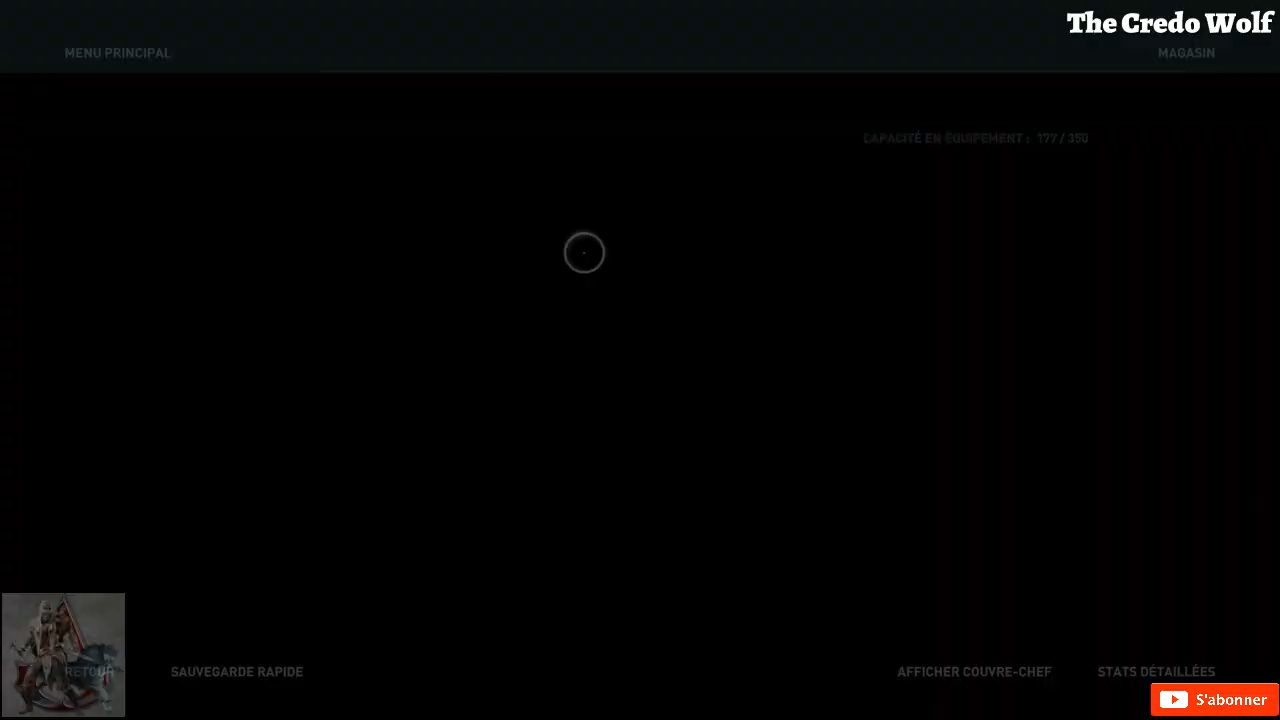 The Credo Wolf
MENU PRINCIPAL
MAGASIN
CAPACITÉ EN ÉQUIPEMENT : 177 / 350
RETOUR
SAUVEGARDE RAPIDE
AFFICHER COUVRE-CHEF
STATS DÉTAILLÉES
S'abonner